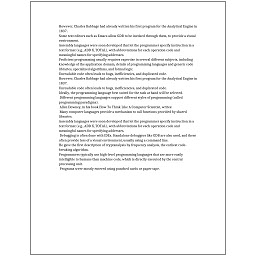 However, Charles Babbage had already written his first program for the Analytical Engine in
1837.
Some text editors such as Emacs allow GDB to be invoked through them, to provide a visual
environment.
Assembly languages were soon developed that let the programmer specify instruction in a
text format (e.g., ADD X, TOTAL), with abbreviations for each operation code and
meaningful names for specifying addresses.
Proficient programming usually requires expertise in several different subjects, including
knowledge of the application domain, details of programming languages and generic code
libraries, specialized algorithms, and formal logic.
Unreadable code often leads to bugs, inefficiencies, and duplicated code.
However, Charles Babbage had already written his first program for the Analytical Engine in
1837.
Unreadable code often leads to bugs, inefficiencies, and duplicated code.
Ideally, the programming language best suited for the task at hand will be selected.
Different programming languages support different styles of programming (called
programming paradigms).
Allen Downey, in his book How To Think Like A Computer Scientist, writes:
Many computer languages provide a mechanism to call functions provided by shared
libraries.
Assembly languages were soon developed that let the programmer specify instruction in a
text format (e.g., ADD X, TOTAL), with abbreviations for each operation code and
meaningful names for specifying addresses.
Debugging is often done with IDEs. Standalone debuggers like GDB are also used, and these
often provide less of a visual environment, usually using a command line.
He gave the first description of cryptanalysis by frequency analysis, the earliest code-
breaking algorithm.
Programmers typically use high-level programming languages that are more easily
intelligible to humans than machine code, which is directly executed by the central
processing unit.
Programs were mostly entered using punched cards or paper tape.